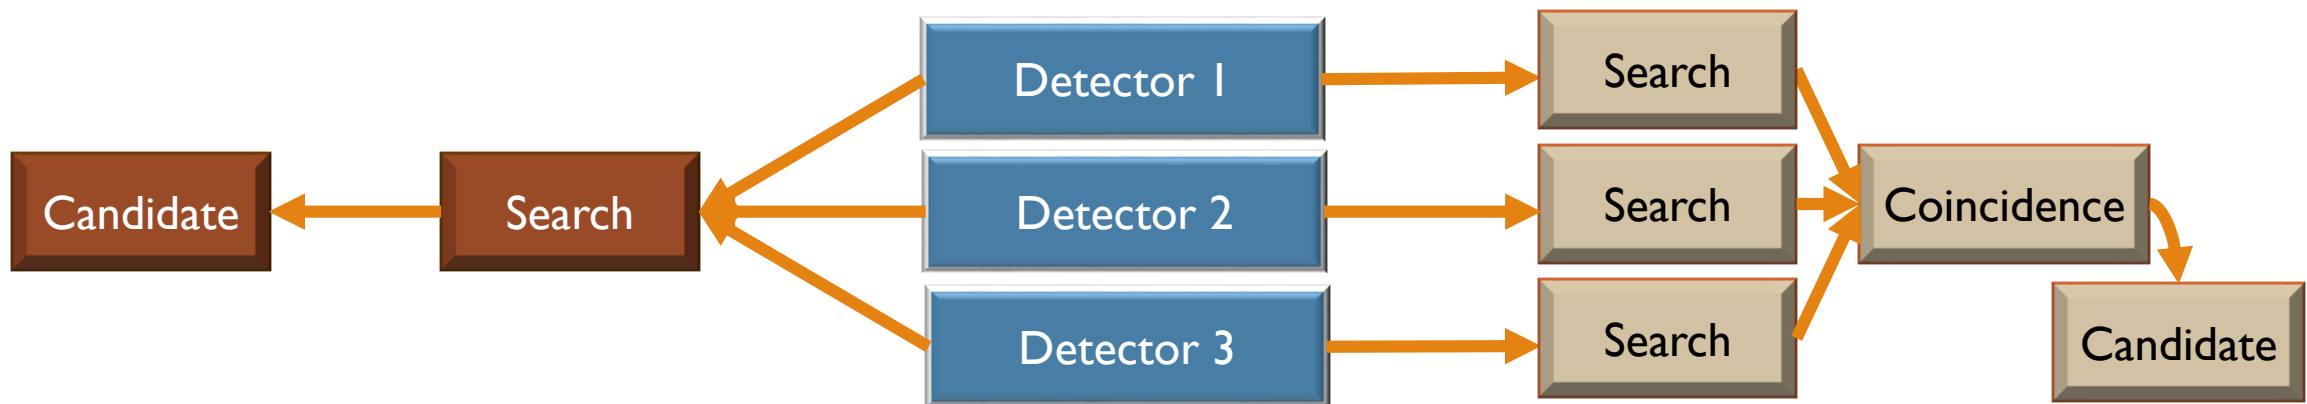 Candidate
Search
Detector 1
Detector 2
Detector 3
Search
Search
Search
Coincidence
Candidate